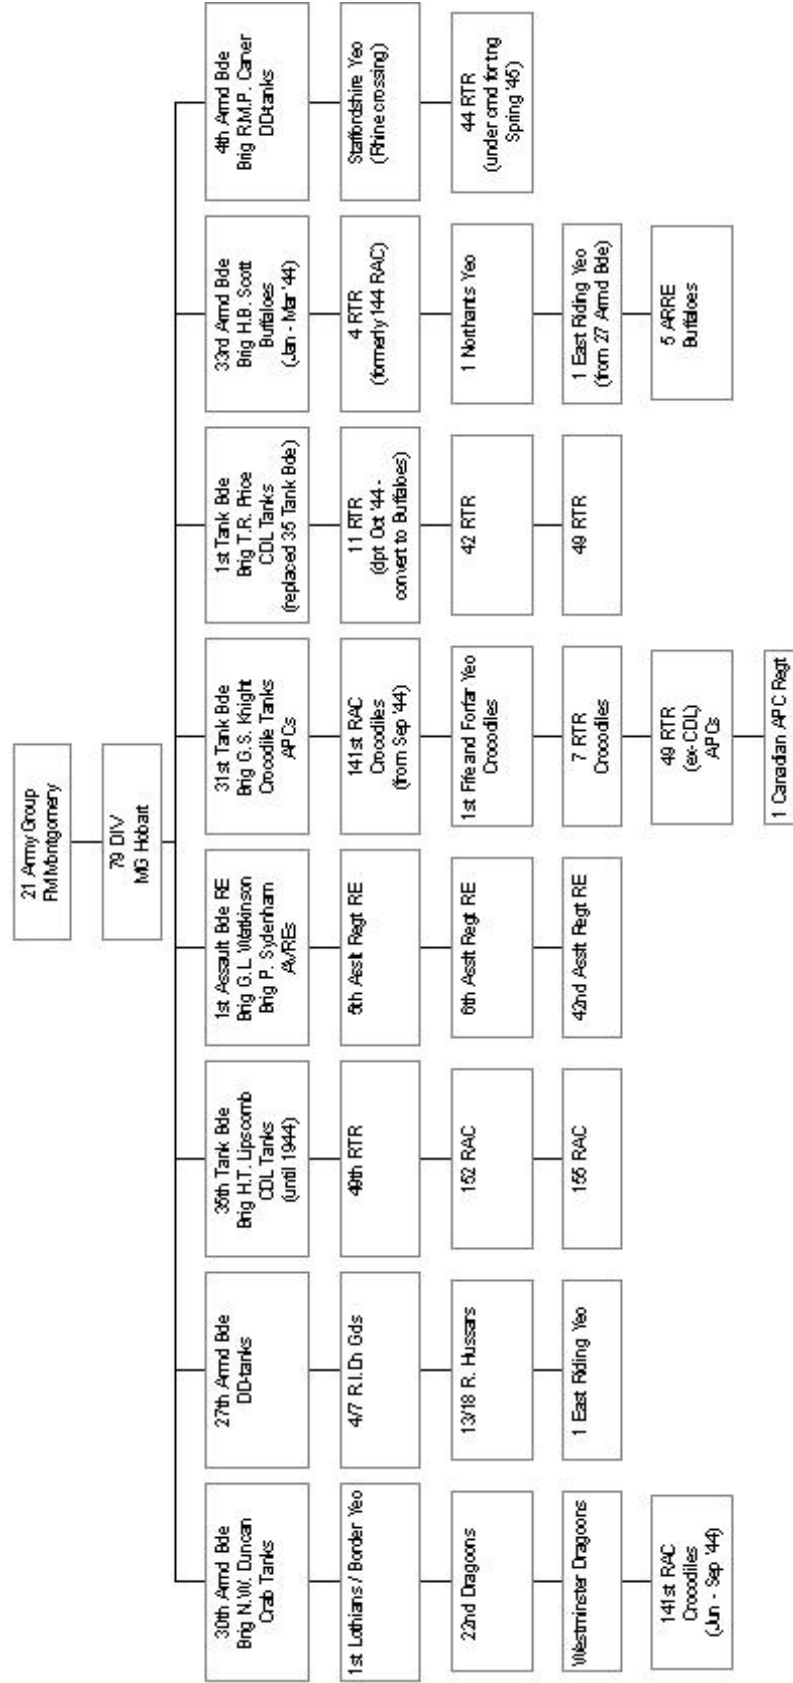 21 Army Group
FM Montgomery
79 DIV
MG Hobart
30th Armd Bde
Brig N.W. Duncan
Crab Tanks
1st Lothians / Border Yeo
22nd Dragoons
Westminster Dragoons
141st RAC
Crocodiles
(Jun - Sep '44)
27th Armd Bde
DD-tanks
4/7 R.I.Dn Gds
13/18 R. Hussars
1 East Riding Yeo
35th Tank Bde
Brig H.T. Lipscomb
CDL Tanks
(until 1944)
49th RTR
152 RAC
155 RAC
1st Assault Bde RE
Brig G.L. Watkinson
Brig P. Sydenham
AVREs
5th Asslt Regt RE
6th Asslt Regt RE
42nd Asslt Regt RE
31st Tank Bde
Brig G.S. Knight
Crocodile Tanks
APCs
141st RAC
Crocodiles
(from Sep '44)
1st Fife and Forfar Yeo
Crocodiles
7 RTR
Crocodiles
49 RTR
(ex-CDL)
APCs
1 Canadian APC Regt
1st Tank Bde
Brig T.R. Price
CDL Tanks
(replaced 35 Tank Bde)
11 RTR
(dpt Oct '44 -
convert to Buffaloes)
42 RTR
49 RTR
33rd Armd Bde
Brig H.B. Scott
Buffaloes
(Jan - Mar '44)
4 RTR
(formerly 144 RAC)
1 Northants Yeo
1 East Riding Yeo
(from 27 Armd Bde)
5 ARRE
Buffaloes
4th Armd Bde
Brig R.M.P. Carver
DD-tanks
Staffordshire Yeo
(Rhine crossing)
44 RTR
(under cmd for tng
Spring '45)